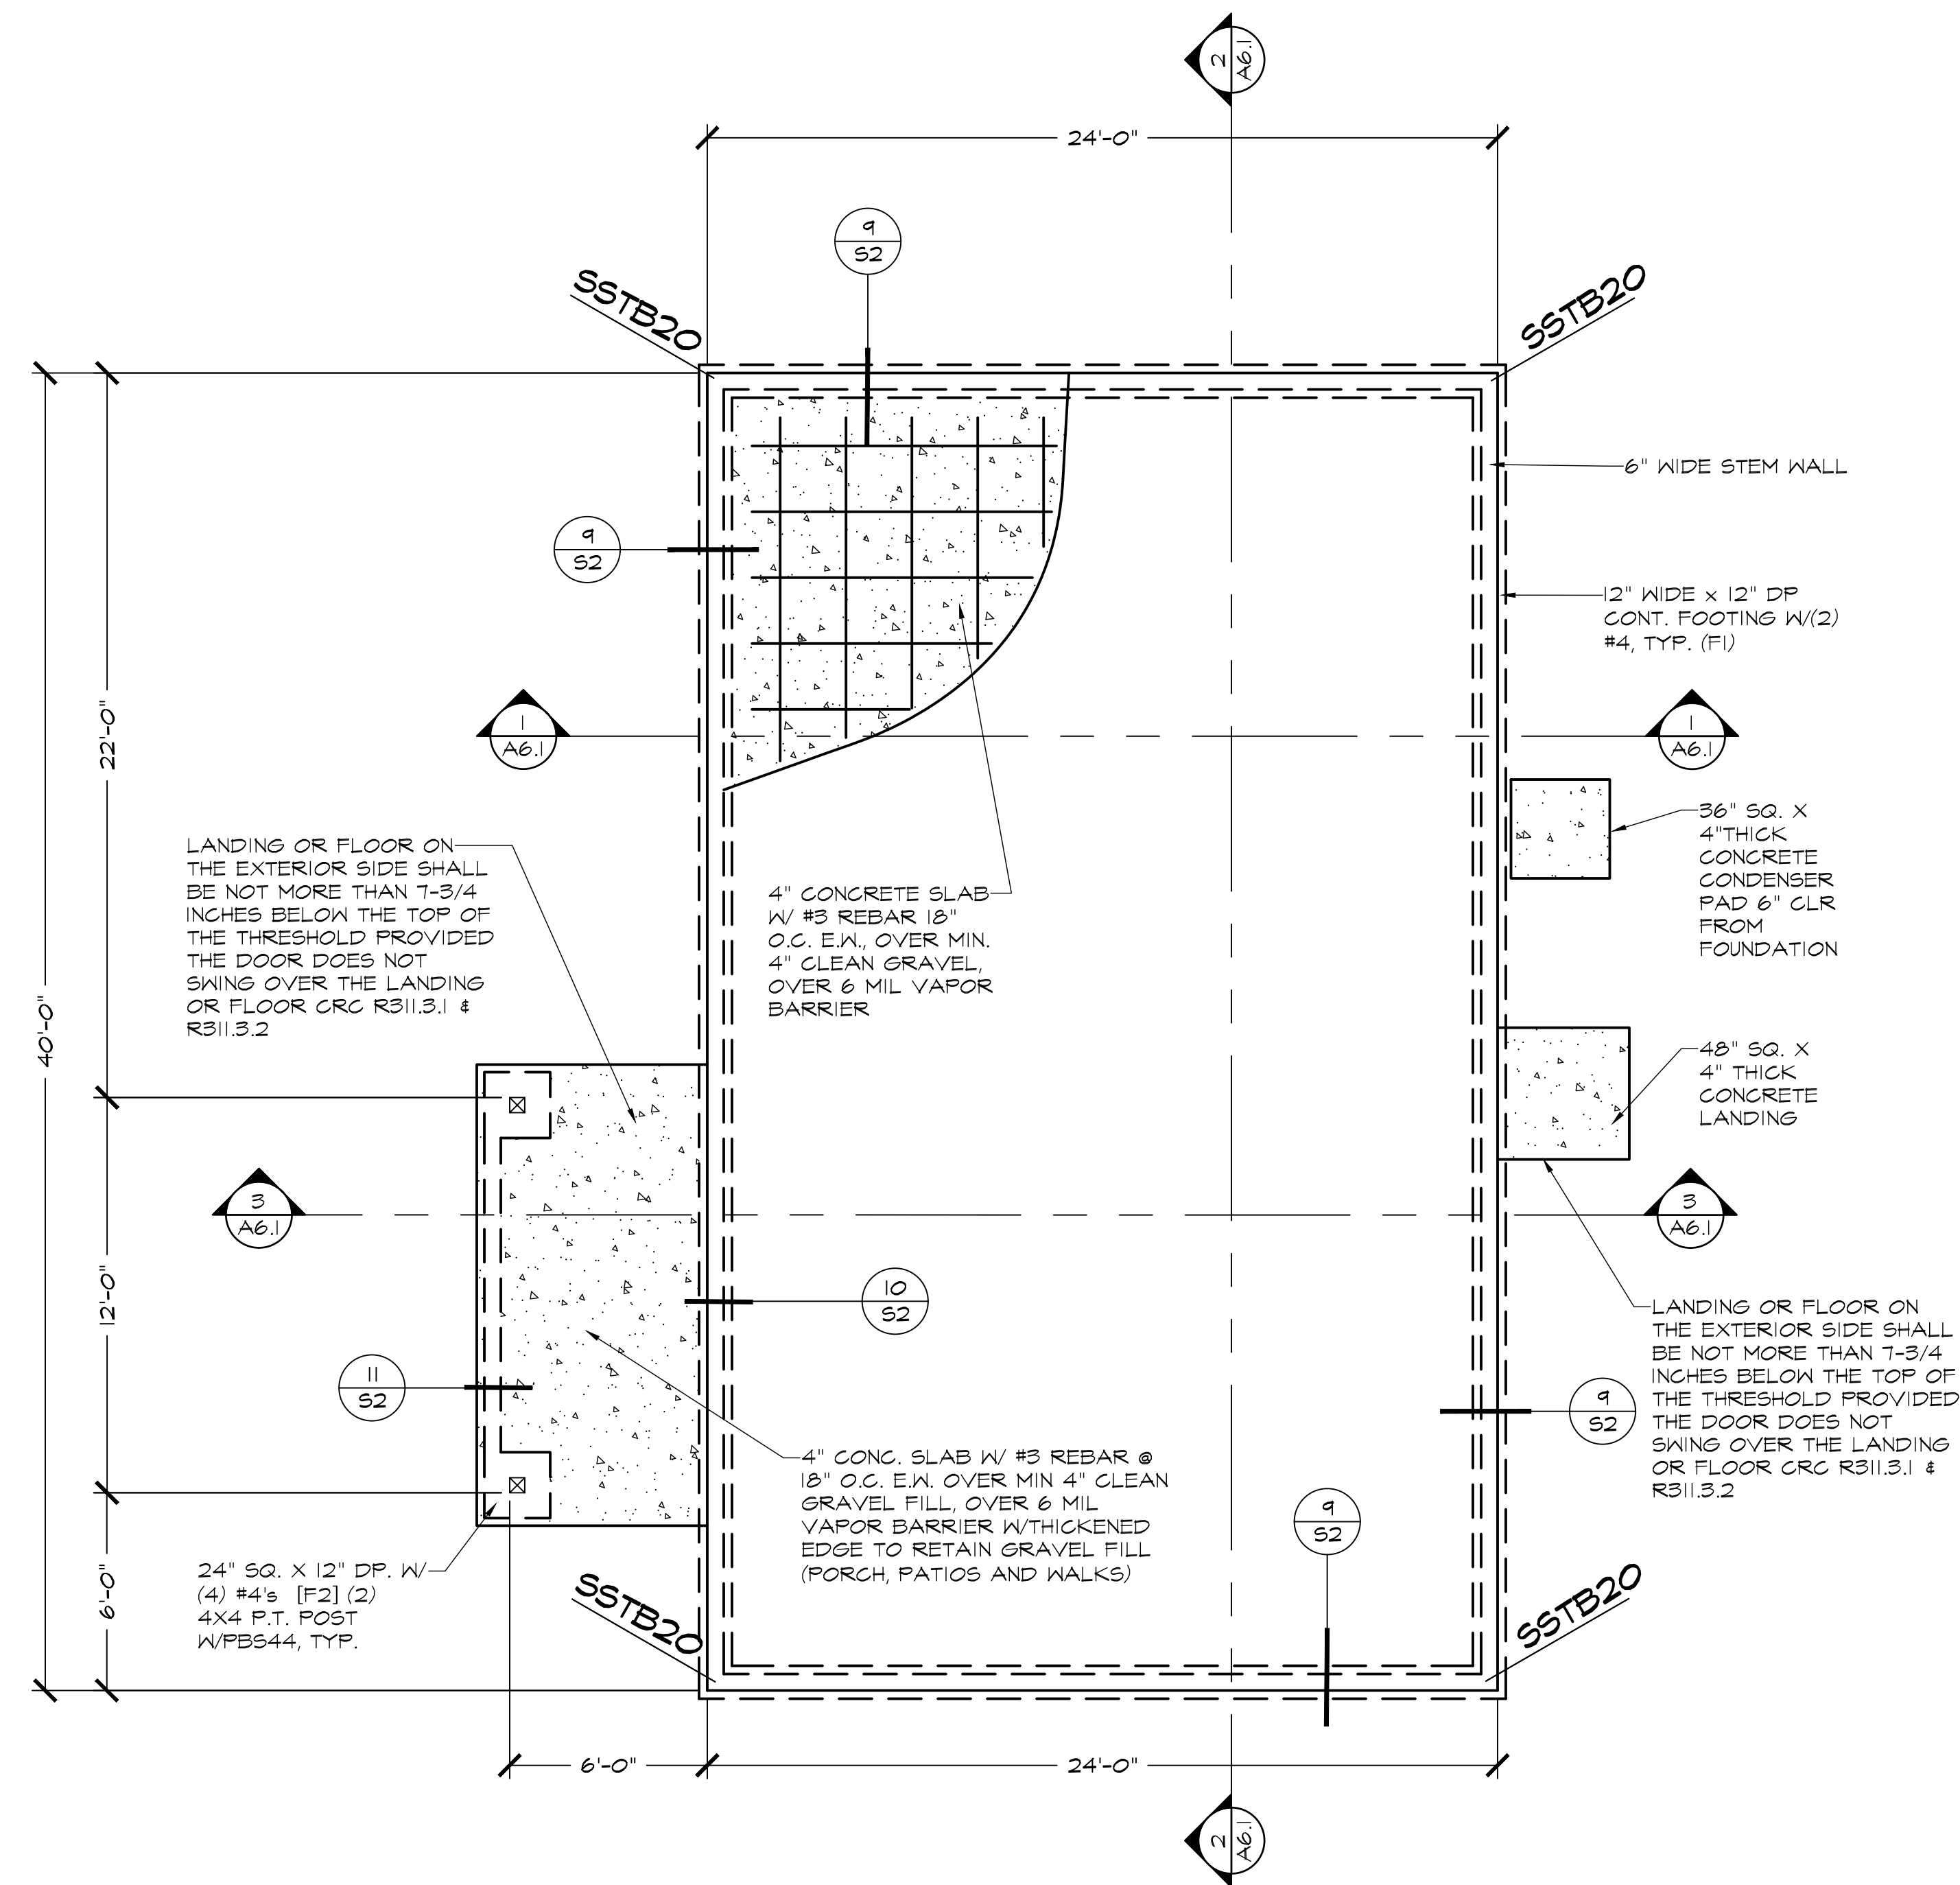 2
A6.1
24'-0"
9
S2
SSTB20
SSTB20
6" WIDE STEM WALL
9
S2
12" WIDE x 12" DP
CONT. FOOTING W/(2)
#4, TYP. (F1)
22'-0"
1
A6.1
1
A6.1
36" SQ. X
4"THICK
CONCRETE
CONDENSER
PAD 6" CLR
FROM
FOUNDATION
LANDING OR FLOOR ON
THE EXTERIOR SIDE SHALL
BE NOT MORE THAN 7-3/4
INCHES BELOW THE TOP OF
THE THRESHOLD PROVIDED
THE DOOR DOES NOT
SWING OVER THE LANDING
OR FLOOR CRC R311.3.1 &
R311.3.2
4" CONCRETE SLAB
W/ #3 REBAR 18"
O.C. E.W., OVER MIN.
4" CLEAN GRAVEL,
OVER 6 MIL VAPOR
BARRIER
40'-0"
48" SQ. X
4" THICK
CONCRETE
LANDING
3
A6.1
3
A6.1
12'-0"
10
S2
LANDING OR FLOOR ON
THE EXTERIOR SIDE SHALL
BE NOT MORE THAN 7-3/4
INCHES BELOW THE TOP OF
THE THRESHOLD PROVIDED
THE DOOR DOES NOT
SWING OVER THE LANDING
OR FLOOR CRC R311.3.1 &
R311.3.2
11
S2
9
S2
4" CONC. SLAB W/ #3 REBAR @
18" O.C. E.W. OVER MIN 4" CLEAN
GRAVEL FILL, OVER 6 MIL
VAPOR BARRIER W/THICKENED
EDGE TO RETAIN GRAVEL FILL
(PORCH, PATIOS AND WALKS)
9
S2
6'-0"
24" SQ. X 12" DP. W/
(4) #4's [F2] (2)
4X4 P.T. POST
W/PBS44, TYP.
SSTB20
SSTB20
6'-0"
24'-0"
2
A6.1